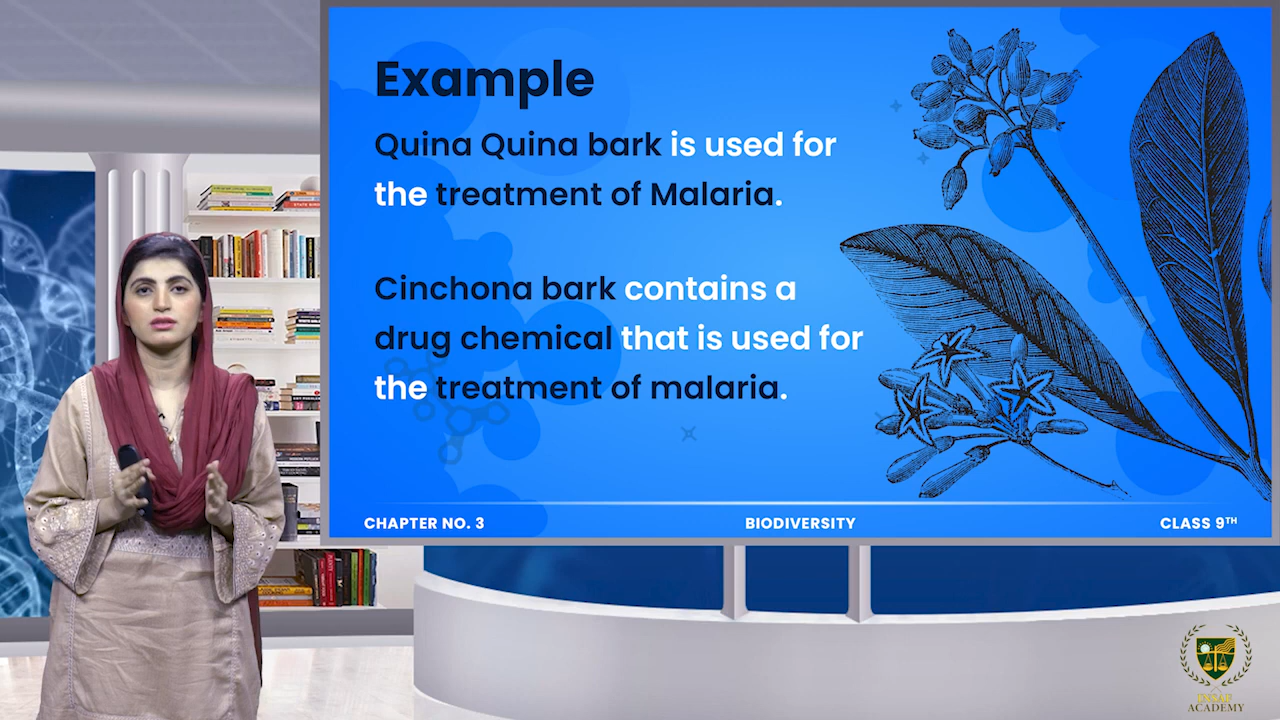 Example
Quina Quina bark is used for
the treatment of Malaria.
Cinchona bark contains a
drug chemical that is used for
the treatment of malaria.
CHAPTER NO. 3
BIODIVERSITY
CLASS 9TH
INSAF
ACADEMY